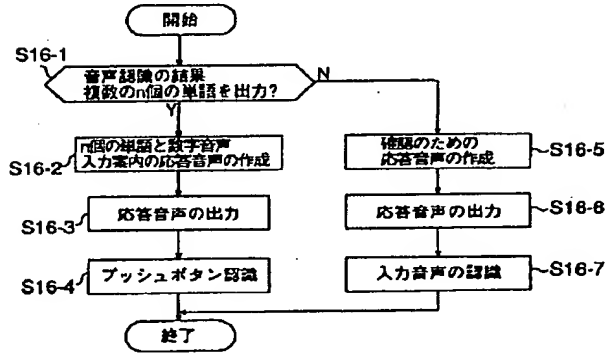 開始
S16-1
音声認識の結果
複数のn個の単語を出力?
N
Y
n個の単語と数字音声
入力案内の応答音声の作成
S16-2
確認のための
応答音声の作成
S16-5
応答音声の出力
S16-3
応答音声の出力
S16-6
プッシュボタン認識
S16-4
入力音声の認識
S16-7
終了